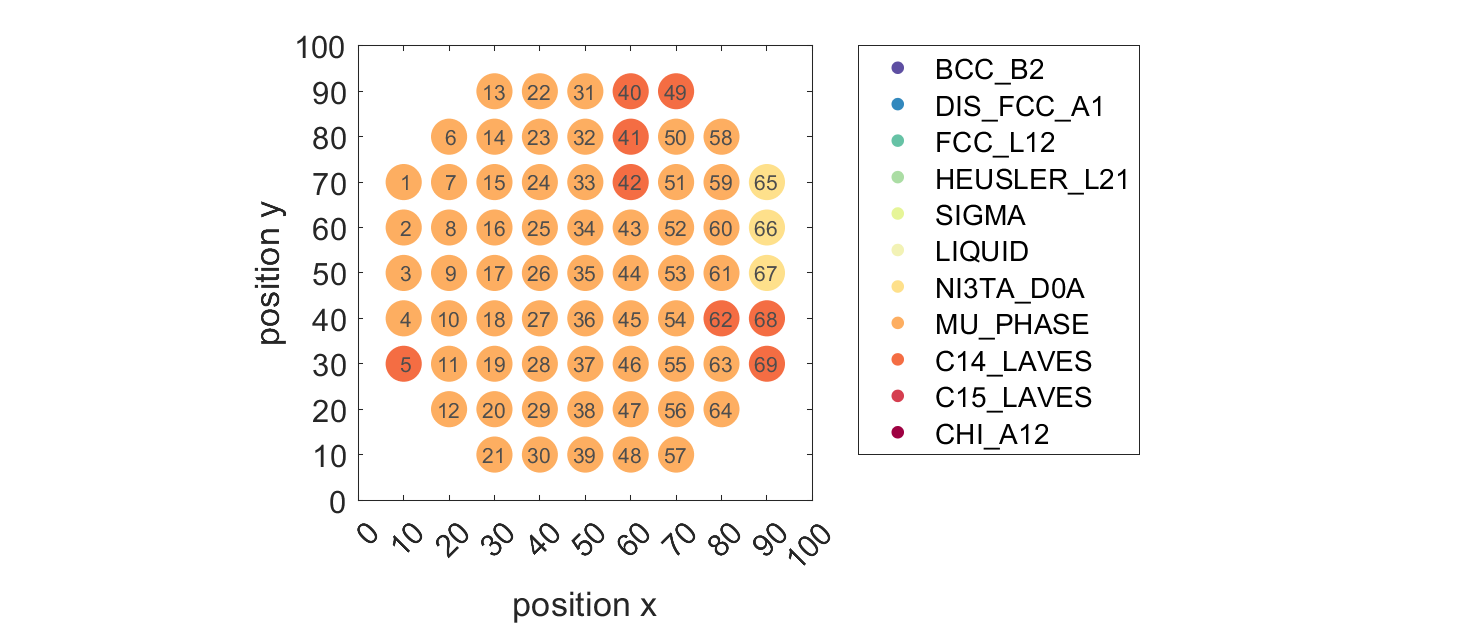 100
90
80
70
60
50
40
30
20
10
0
position y
13 22 31 40 49
6 14 23 32 41 50 58
1 7 15 24 33 42 51 59 65
2 8 16 25 34 43 52 60 66
3 9 17 26 35 44 53 61 67
4 10 18 27 36 45 54 62 68
5 11 19 28 37 46 55 63 69
12 20 29 38 47 56 64
21 30 39 48 57
0 10 20 30 40 50 60 70 80 90 100
position x
BCC_B2
DIS_FCC_A1
FCC_L12
HEUSLER_L21
SIGMA
LIQUID
NI3TA_D0A
MU_PHASE
C14_LAVES
C15_LAVES
CHI_A12